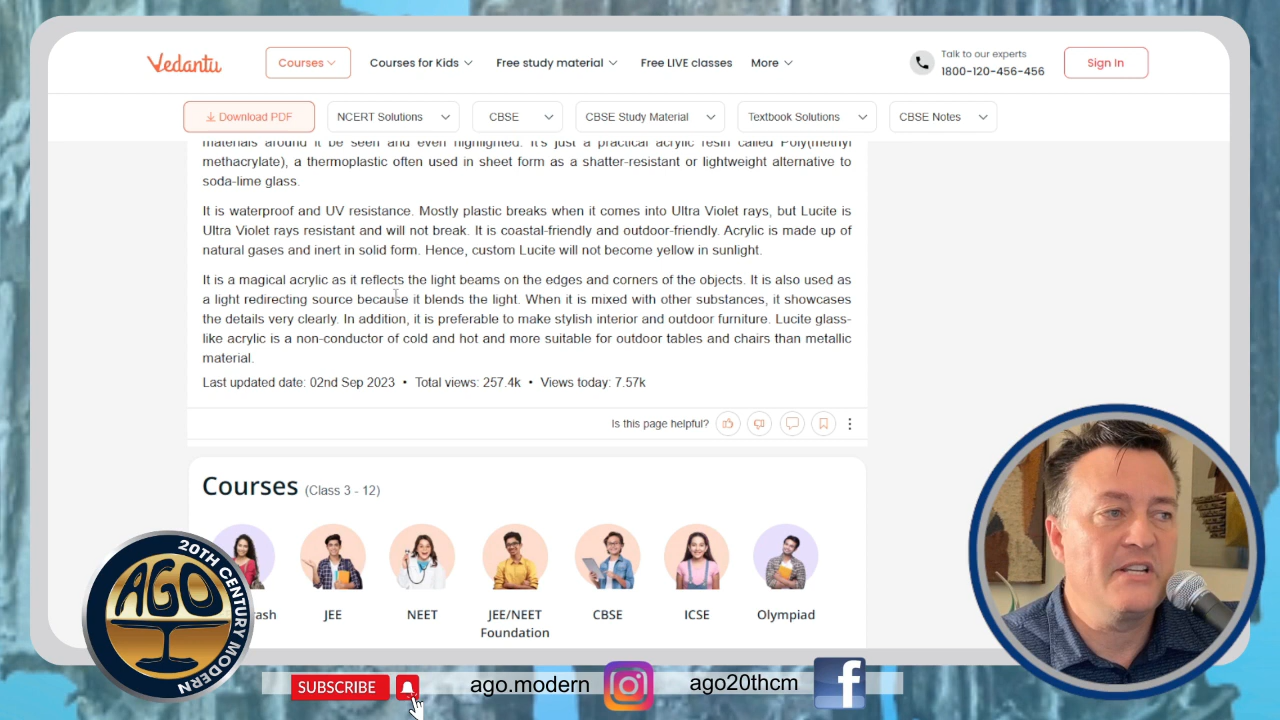 Vedantu
Courses
Courses for Kids
Free study material
Free LIVE classes
More
Talk to our experts
1800-120-456-456
Sign In
Download PDF
NCERT Solutions
CBSE
CBSE Study Material
Textbook Solutions
CBSE Notes
materials around it be seen and even highlighted. It's just a practical acrylic resin called Poly(methyl
methacrylate), a thermoplastic often used in sheet form as a shatter-resistant or lightweight alternative to
soda-lime glass.
It is waterproof and UV resistance. Mostly plastic breaks when it comes into Ultra Violet rays, but Lucite is
Ultra Violet rays resistant and will not break. It is coastal-friendly and outdoor-friendly. Acrylic is made up of
natural gases and inert in solid form. Hence, custom Lucite will not become yellow in sunlight.
It is a magical acrylic as it reflects the light beams on the edges and corners of the objects. It is also used as
a light redirecting source because it blends the light. When it is mixed with other substances, it showcases
the details very clearly. In addition, it is preferable to make stylish interior and outdoor furniture. Lucite glass-
like acrylic is a non-conductor of cold and hot and more suitable for outdoor tables and chairs than metallic
material.
Last updated date: 02nd Sep 2023 • Total views: 257.4k • Views today: 7.57k
Is this page helpful?
Courses (Class 3 - 12)
JEE
NEET
JEE/NEET
Foundation
CBSE
ICSE
Olympiad
AGO
20TH CENTURY MODERN
SUBSCRIBE
ago.modern
ago20thcm